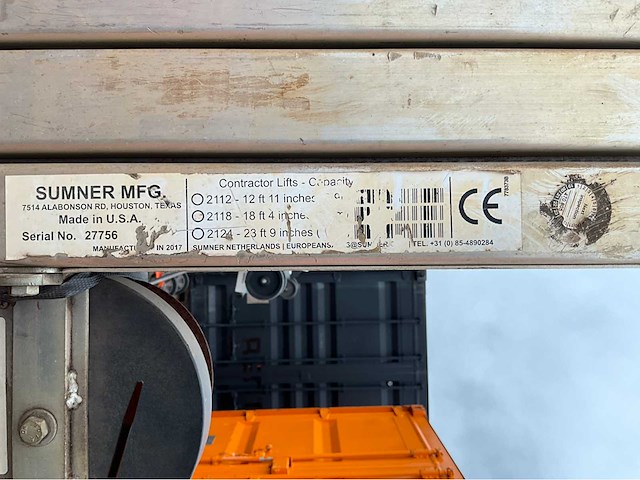 SUMNER MFG.
7514 ALABONSON RD, HOUSTON, TEXAS
Made in U.S.A.
Serial No. 27756
IN 2017
Contractor Lifts - Capacity
2112 - 12 ft 11 inches
2118 - 18 ft 4 inche
2124 - 23 ft 9 inches (
SUMNER NETHERLANDS | EUROPEANS
TEL. +31 (0) 85-4890284
CE